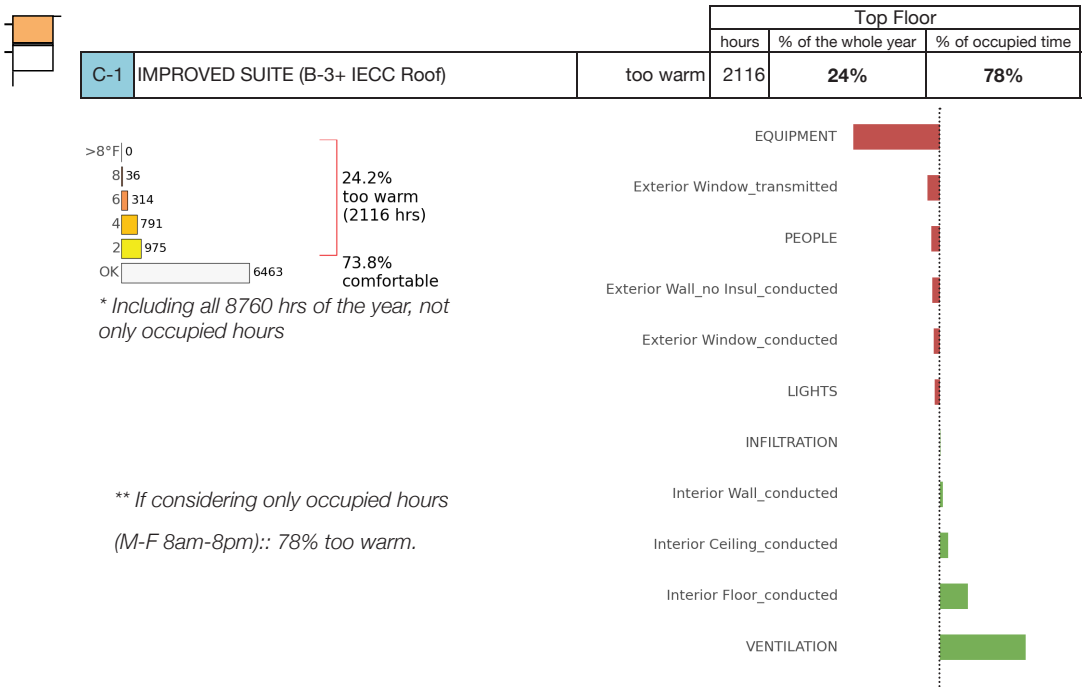 Top Floor
hours % of the whole year % of occupied time
C-1 IMPROVED SUITE (B-3+ IECC Roof) too warm 2116 24% 78%
>8°F 0
8 36
6 314
4 791
2 975
OK 6463
24.2%
too warm
(2116 hrs)
73.8%
comfortable
* Including all 8760 hrs of the year, not
only occupied hours
** If considering only occupied hours
(M-F 8am-8pm):: 78% too warm.
EQUIPMENT
Exterior Window_transmitted
PEOPLE
Exterior Wall_no Insul_conducted
Exterior Window_conducted
LIGHTS
INFILTRATION
Interior Wall_conducted
Interior Ceiling_conducted
Interior Floor_conducted
VENTILATION